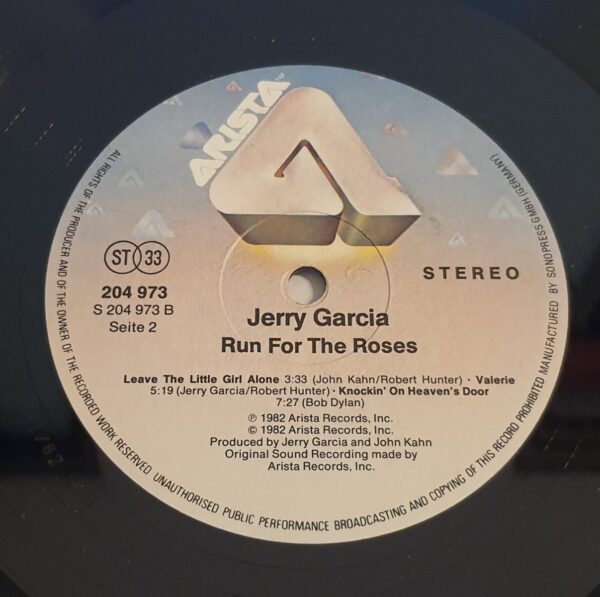 ARISTA™
ST 33
204 973
S 204 973 B
Seite 2
STEREO
Jerry Garcia
Run For The Roses
Leave The Little Girl Alone 3:33 (John Kahn/Robert Hunter) · Valerie
5:19 (Jerry Garcia/Robert Hunter) · Knockin' On Heaven's Door
7:27 (Bob Dylan)
℗ 1982 Arista Records, Inc.
© 1982 Arista Records, Inc.
Produced by Jerry Garcia and John Kahn
Original Sound Recording made by
Arista Records, Inc.
ALL RIGHTS OF THE PRODUCER AND OF THE OWNER OF THE RECORDED WORK RESERVED UNAUTHORISED PUBLIC PERFORMANCE BROADCASTING AND COPYING OF THIS RECORD PROHIBITED MANUFACTURED BY SONOPRESS GMBH (GERMANY)